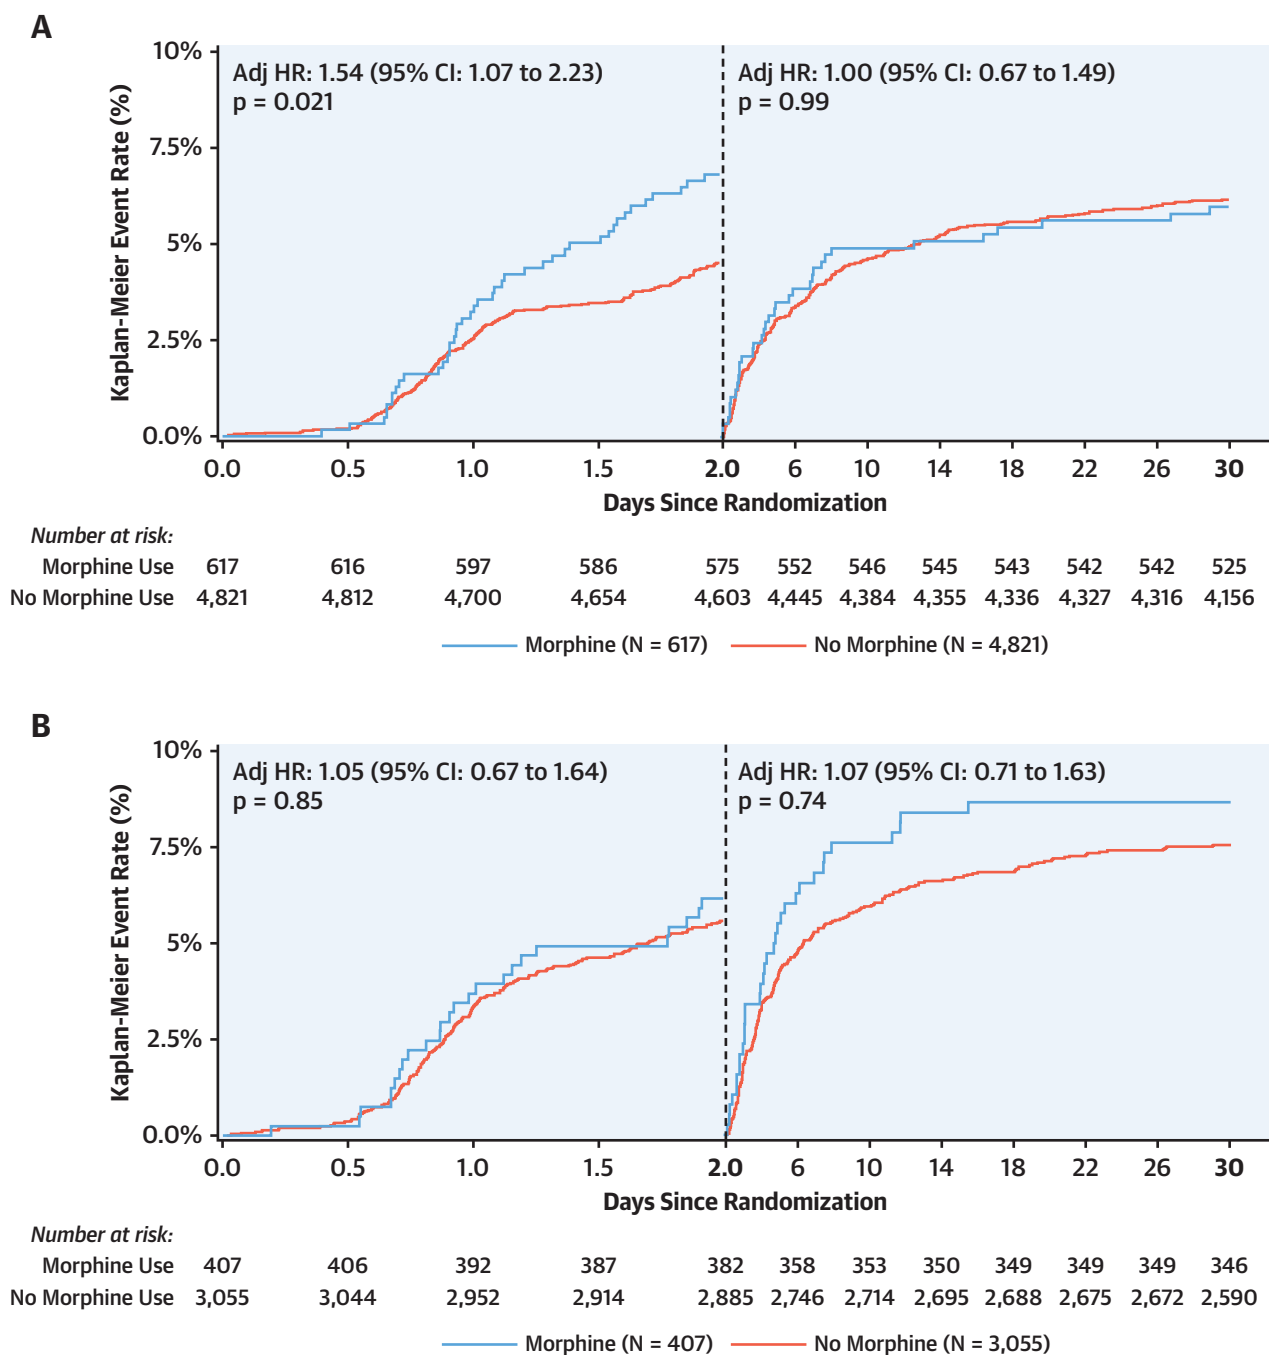 A
10%
7.5%
5%
2.5%
0.0%
Kaplan-Meier Event Rate (%)
Adj HR: 1.54 (95% CI: 1.07 to 2.23)
p = 0.021
Adj HR: 1.00 (95% CI: 0.67 to 1.49)
p = 0.99
0.0 0.5 1.0 1.5 2.0 6 10 14 18 22 26 30
Days Since Randomization
Number at risk:
Morphine Use 617 616 597 586 575 552 546 545 543 542 542 525
No Morphine Use 4,821 4,812 4,700 4,654 4,603 4,445 4,384 4,355 4,336 4,327 4,316 4,156
Morphine (N = 617) No Morphine (N = 4,821)
B
10%
7.5%
5%
2.5%
0.0%
Kaplan-Meier Event Rate (%)
Adj HR: 1.05 (95% CI: 0.67 to 1.64)
p = 0.85
Adj HR: 1.07 (95% CI: 0.71 to 1.63)
p = 0.74
0.0 0.5 1.0 1.5 2.0 6 10 14 18 22 26 30
Days Since Randomization
Number at risk:
Morphine Use 407 406 392 387 382 358 353 350 349 349 349 346
No Morphine Use 3,055 3,044 2,952 2,914 2,885 2,746 2,714 2,695 2,688 2,675 2,672 2,590
Morphine (N = 407) No Morphine (N = 3,055)